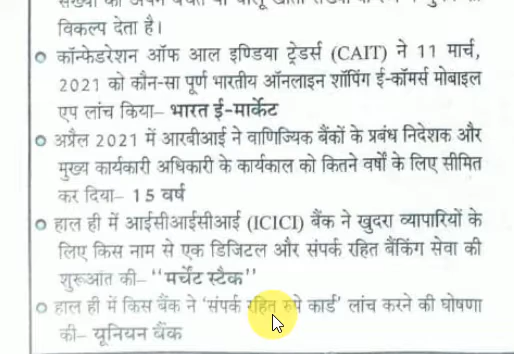 विकल्प देता है।
कॉन्फेडरेशन ऑफ आल इण्डिया ट्रेडर्स (CAIT) ने 11 मार्च,
2021 को कौन-सा पूर्ण भारतीय ऑनलाइन शॉपिंग ई-कॉमर्स मोबाइल
एप लांच किया– भारत ई-मार्केट
अप्रैल 2021 में आरबीआई ने वाणिज्यिक बैंकों के प्रबंध निदेशक और
मुख्य कार्यकारी अधिकारी के कार्यकाल को कितने वर्षों के लिए सीमित
कर दिया– 15 वर्ष
हाल ही में आईसीआईसीआई (ICICI) बैंक ने खुदरा व्यापारियों के
लिए किस नाम से एक डिजिटल और संपर्क रहित बैंकिंग सेवा की
शुरूआंत की– ‘‘मर्चेंट स्टैक’’
हाल ही में किस बैंक ने ‘संपर्क रहित रुपे कार्ड’ लांच करने की घोषणा
की– यूनियन बैंक